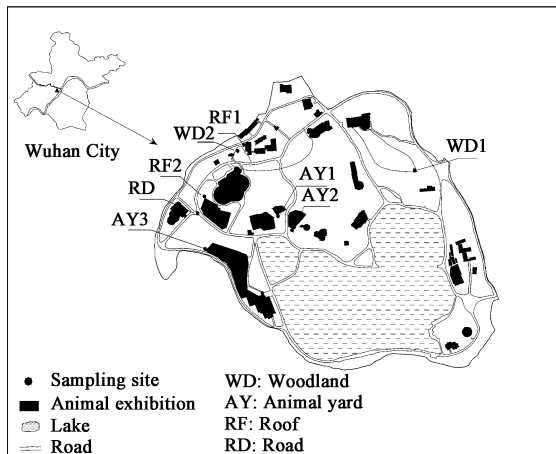 RF1
WD2
Wuhan City
WD1
RF2
AY1
RD
AY2
AY3
Sampling site
WD: Woodland
Animal exhibition
AY: Animal yard
Lake
RF: Roof
Road
RD: Road